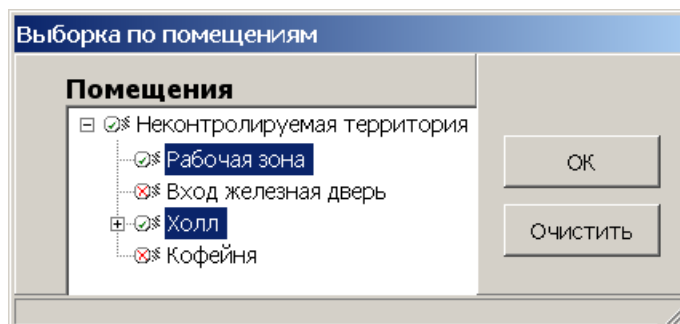 Выборка по помещениям
Помещения
Неконтролируемая территория
Рабочая зона
Вход железная дверь
Холл
Кофейня
ОК
Очистить